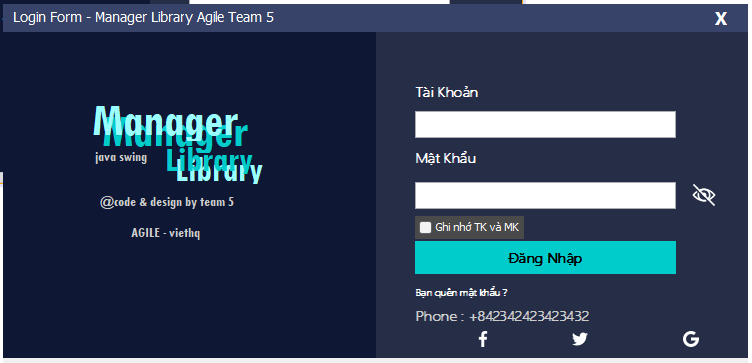 Login Form - Manager Library Agile Team 5
X
Manager
Manager
java swing
Library
Library
@code & design by team 5
AGILE - viethq
Tài Khoản
Mật Khẩu
Ghi nhớ TK và MK
Đăng Nhập
Bạn quên mật khẩu ?
Phone : +842342423423432